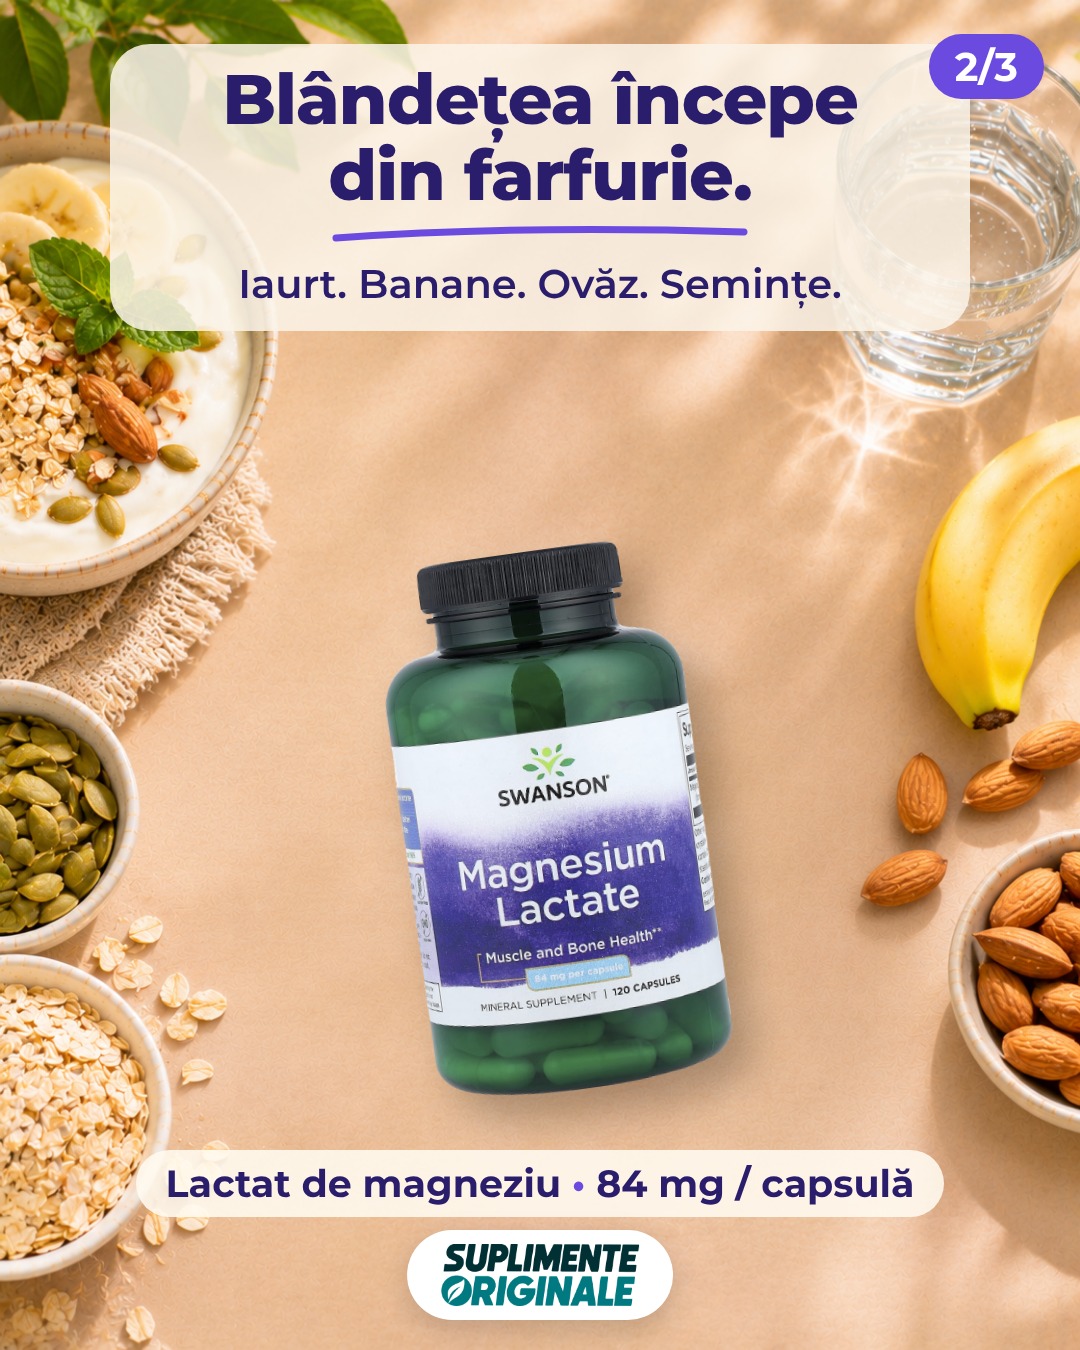 Blândețea începe
2/3
din farfurie.
Iaurt. Banane. Ovăz. Semințe.
SWANSON
Magnesium
Lactate
Muscle and Bone Health**
84 mg per capsule
MINERAL SUPPLEMENT | 120 CAPSULES
Lactat de magneziu • 84 mg / capsulă
SUPLIMENTE
ORIGINALE